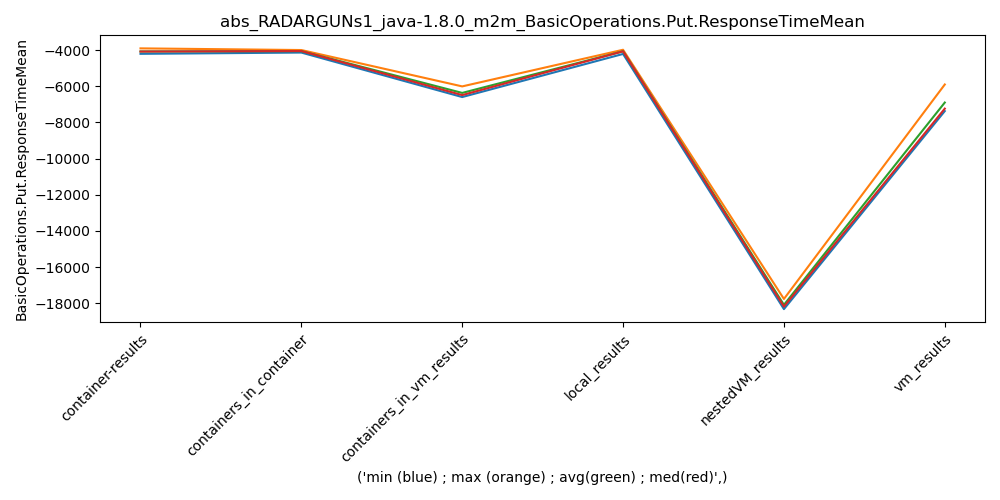 abs_RADARGUNs1_java-1.8.0_m2m_BasicOperations.Put.ResponseTimeMean
BasicOperations.Put.ResponseTimeMean
−4000
−6000
−8000
−10000
−12000
−14000
−16000
−18000
container-results
containers_in_container
containers_in_vm_results
local_results
nestedVM_results
vm_results
('min (blue) ; max (orange) ; avg(green) ; med(red)',)